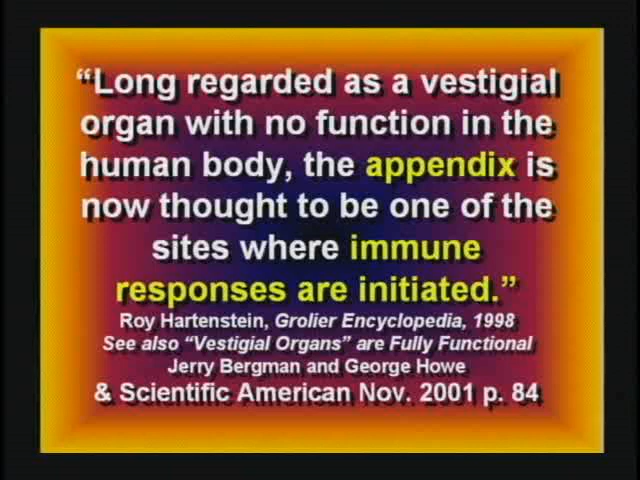 “Long regarded as a vestigial
organ with no function in the
human body, the appendix is
now thought to be one of the
sites where immune
responses are initiated.”
Roy Hartenstein, Grolier Encyclopedia, 1998
See also “Vestigial Organs” are Fully Functional
Jerry Bergman and George Howe
& Scientific American Nov. 2001 p. 84